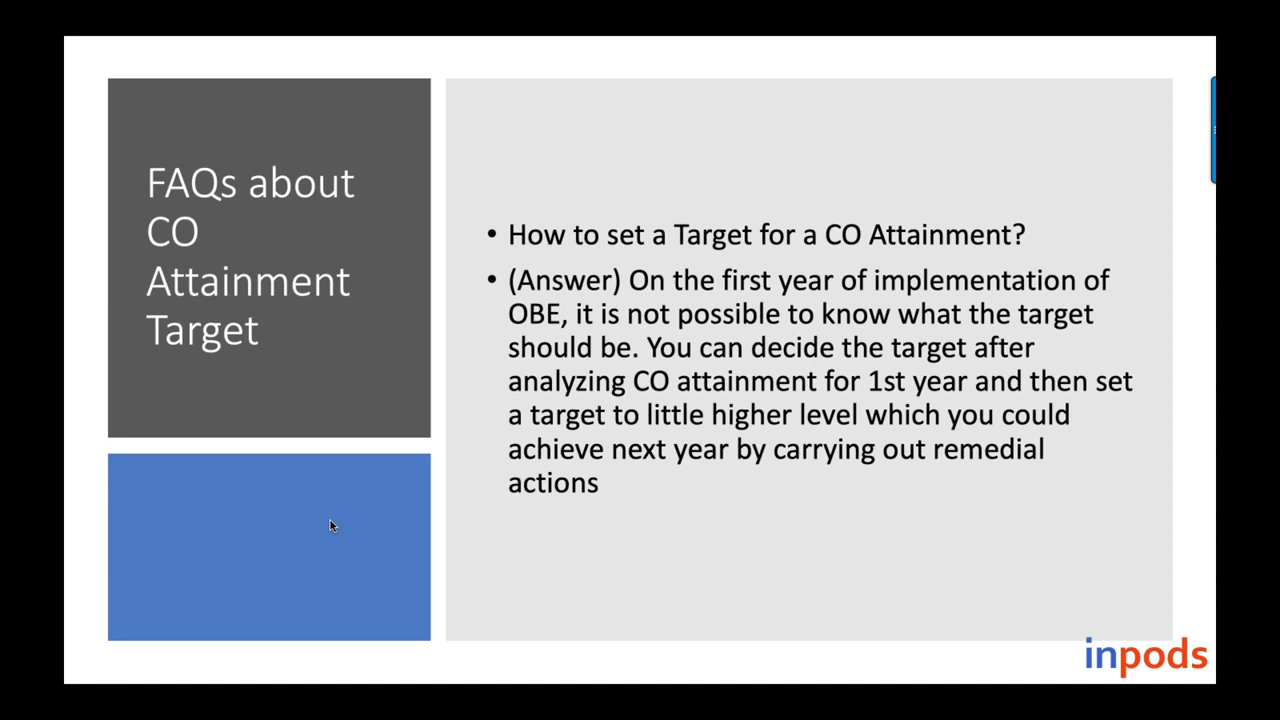 FAQs about
CO
Attainment
Target
• How to set a Target for a CO Attainment?
• (Answer) On the first year of implementation of
OBE, it is not possible to know what the target
should be. You can decide the target after
analyzing CO attainment for 1st year and then set
a target to little higher level which you could
achieve next year by carrying out remedial
actions
inpods